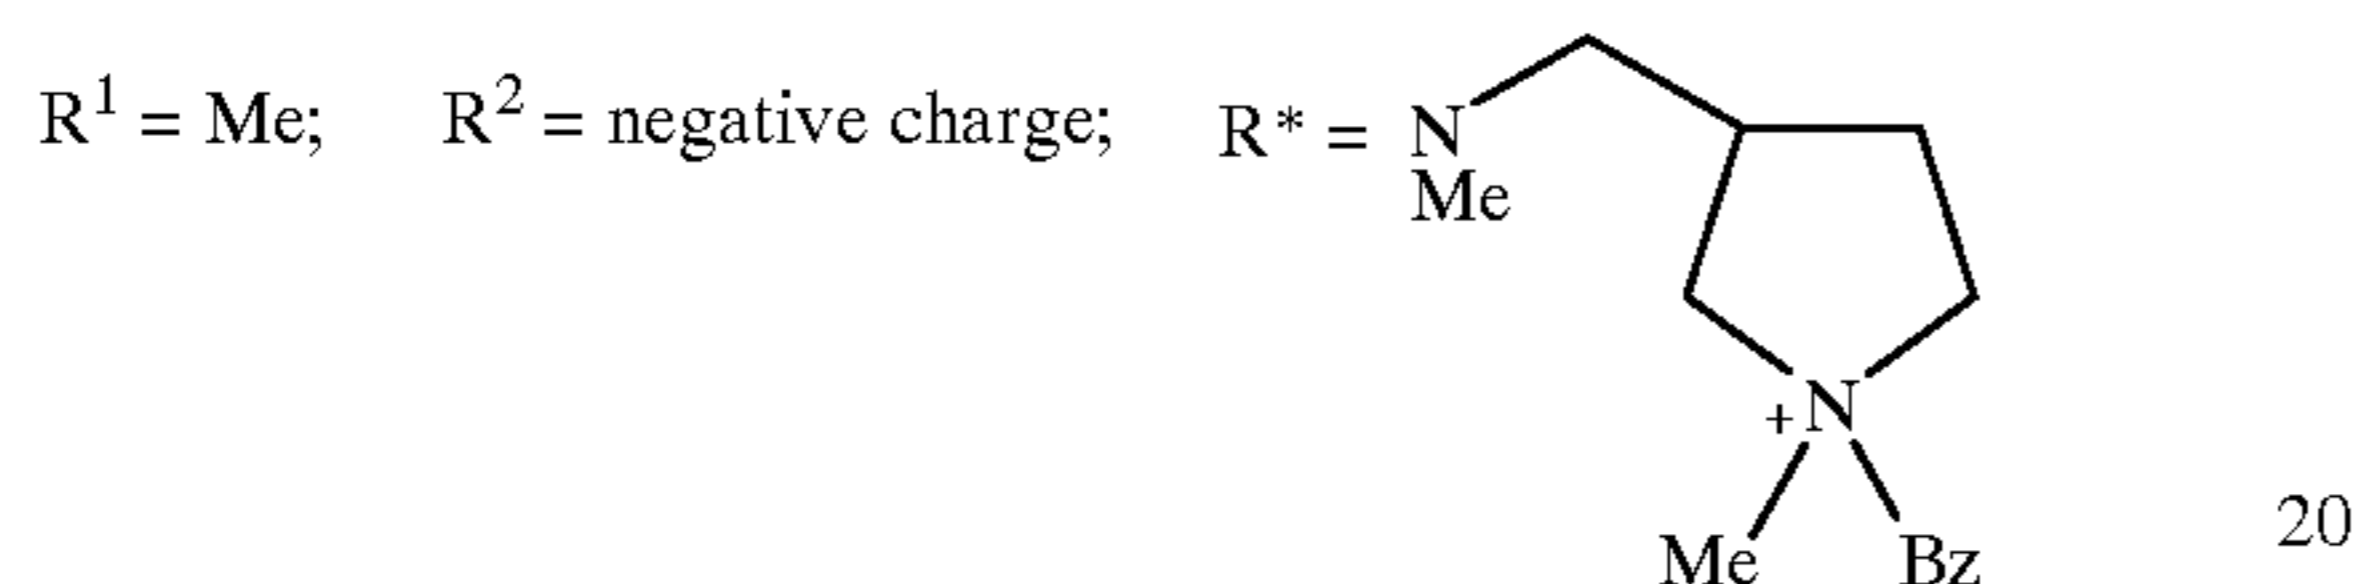 R¹ = Me; R² = negative charge; R* = N
Me
+N
Me Bz
20